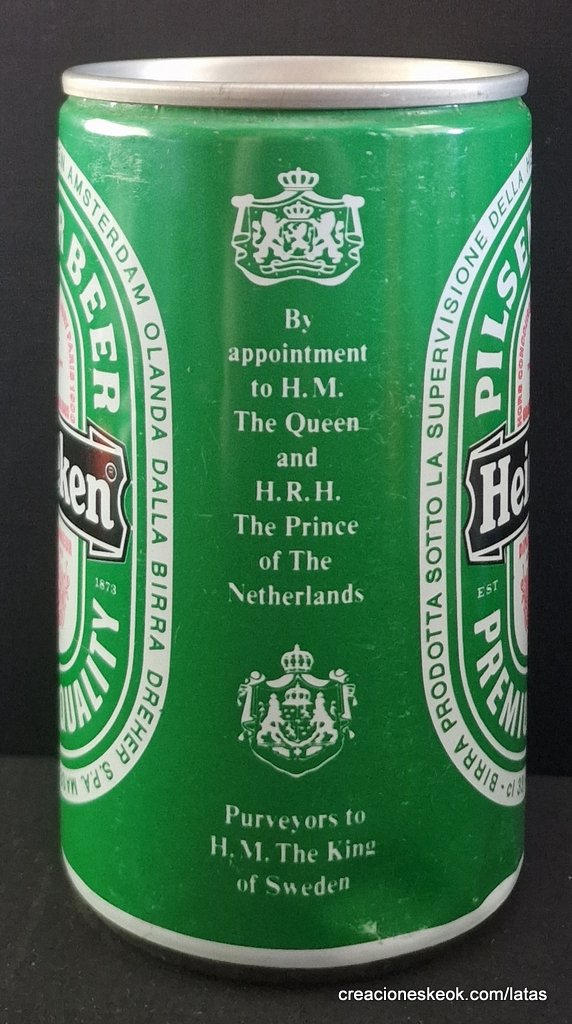 By
appointment
to H. M.
The Queen
and
H. R. H.
The Prince
of The
Netherlands
Purveyors to
H. M. The King
of Sweden
AMSTERDAM OLANDA DALLA BIRRA DREHER S.P.A.
BEER
ken®
1873
QUALITY
BIRRA PRODOTTA SOTTO LA SUPERVISIONE DELLA
PILSE
Hei
EST
PREMI
creacioneskeok.com/latas